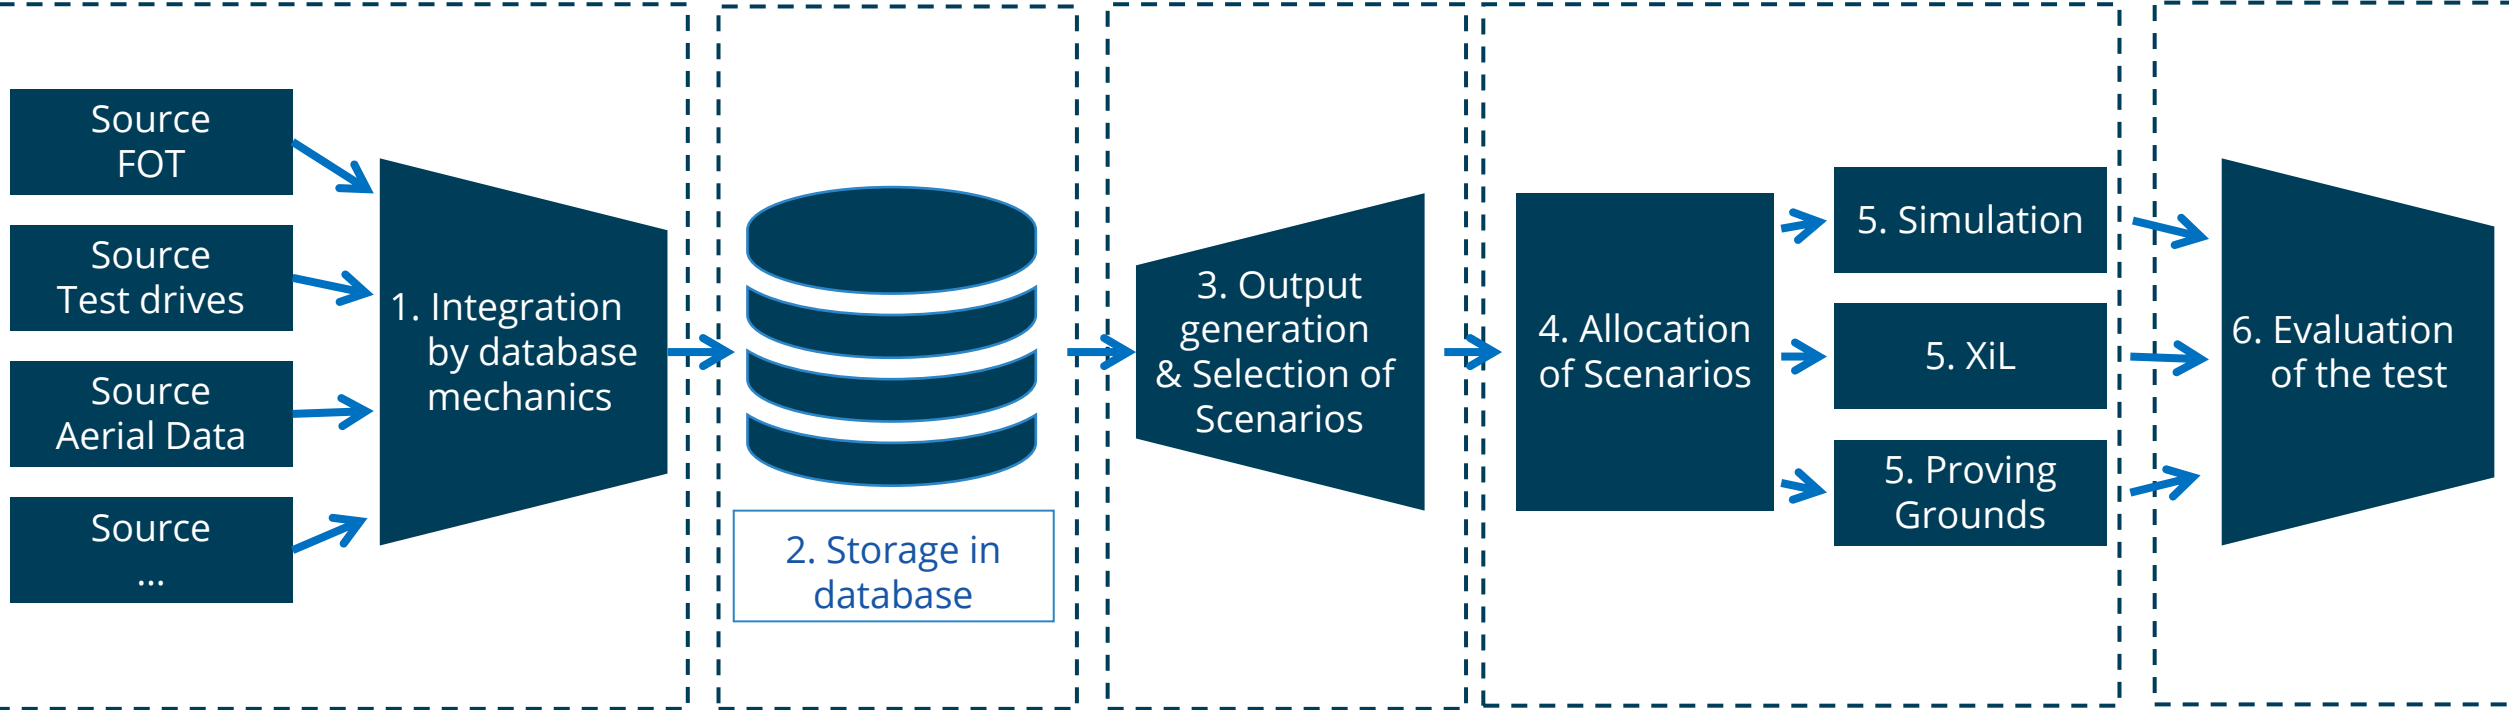 Source
FOT
Source
Test drives
Source
Aerial Data
Source
...
1. Integration
by database
mechanics
2. Storage in
database
3. Output
generation
& Selection of
Scenarios
4. Allocation
of Scenarios
5. Simulation
5. XiL
5. Proving
Grounds
6. Evaluation
of the test